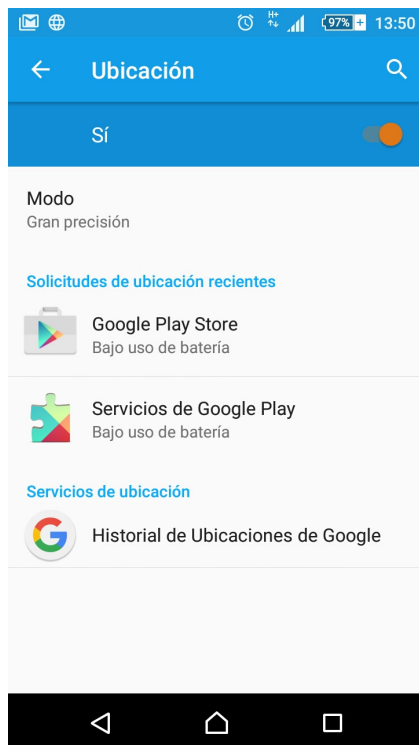 H+
97%
13:50
Ubicación
Sí
Modo
Gran precisión
Solicitudes de ubicación recientes
Google Play Store
Bajo uso de batería
Servicios de Google Play
Bajo uso de batería
Servicios de ubicación
Historial de Ubicaciones de Google